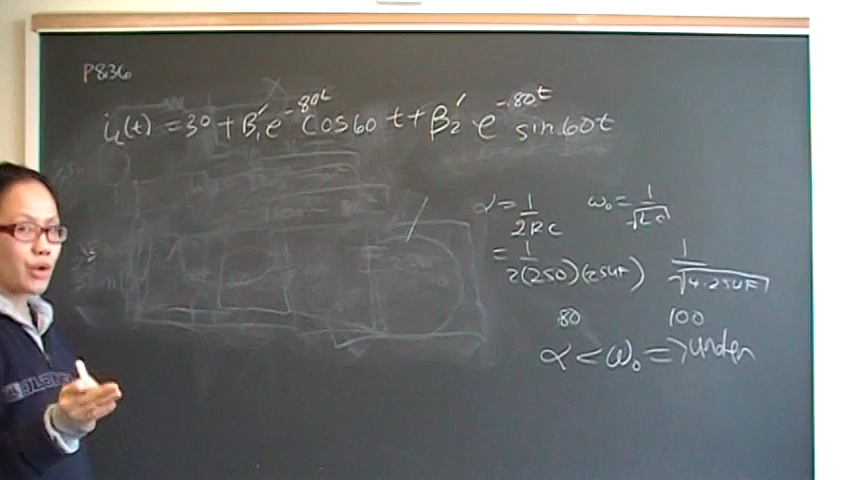 P8.36
iL(t) = 30 + B₁′e^-80t cos60t + B₂′e^-80t sin60t
α = 1/2RC ω₀ = 1/√LC
= 1/2(250)(25uF) 1/√4·25uF
80 100
α < ω₀ => under